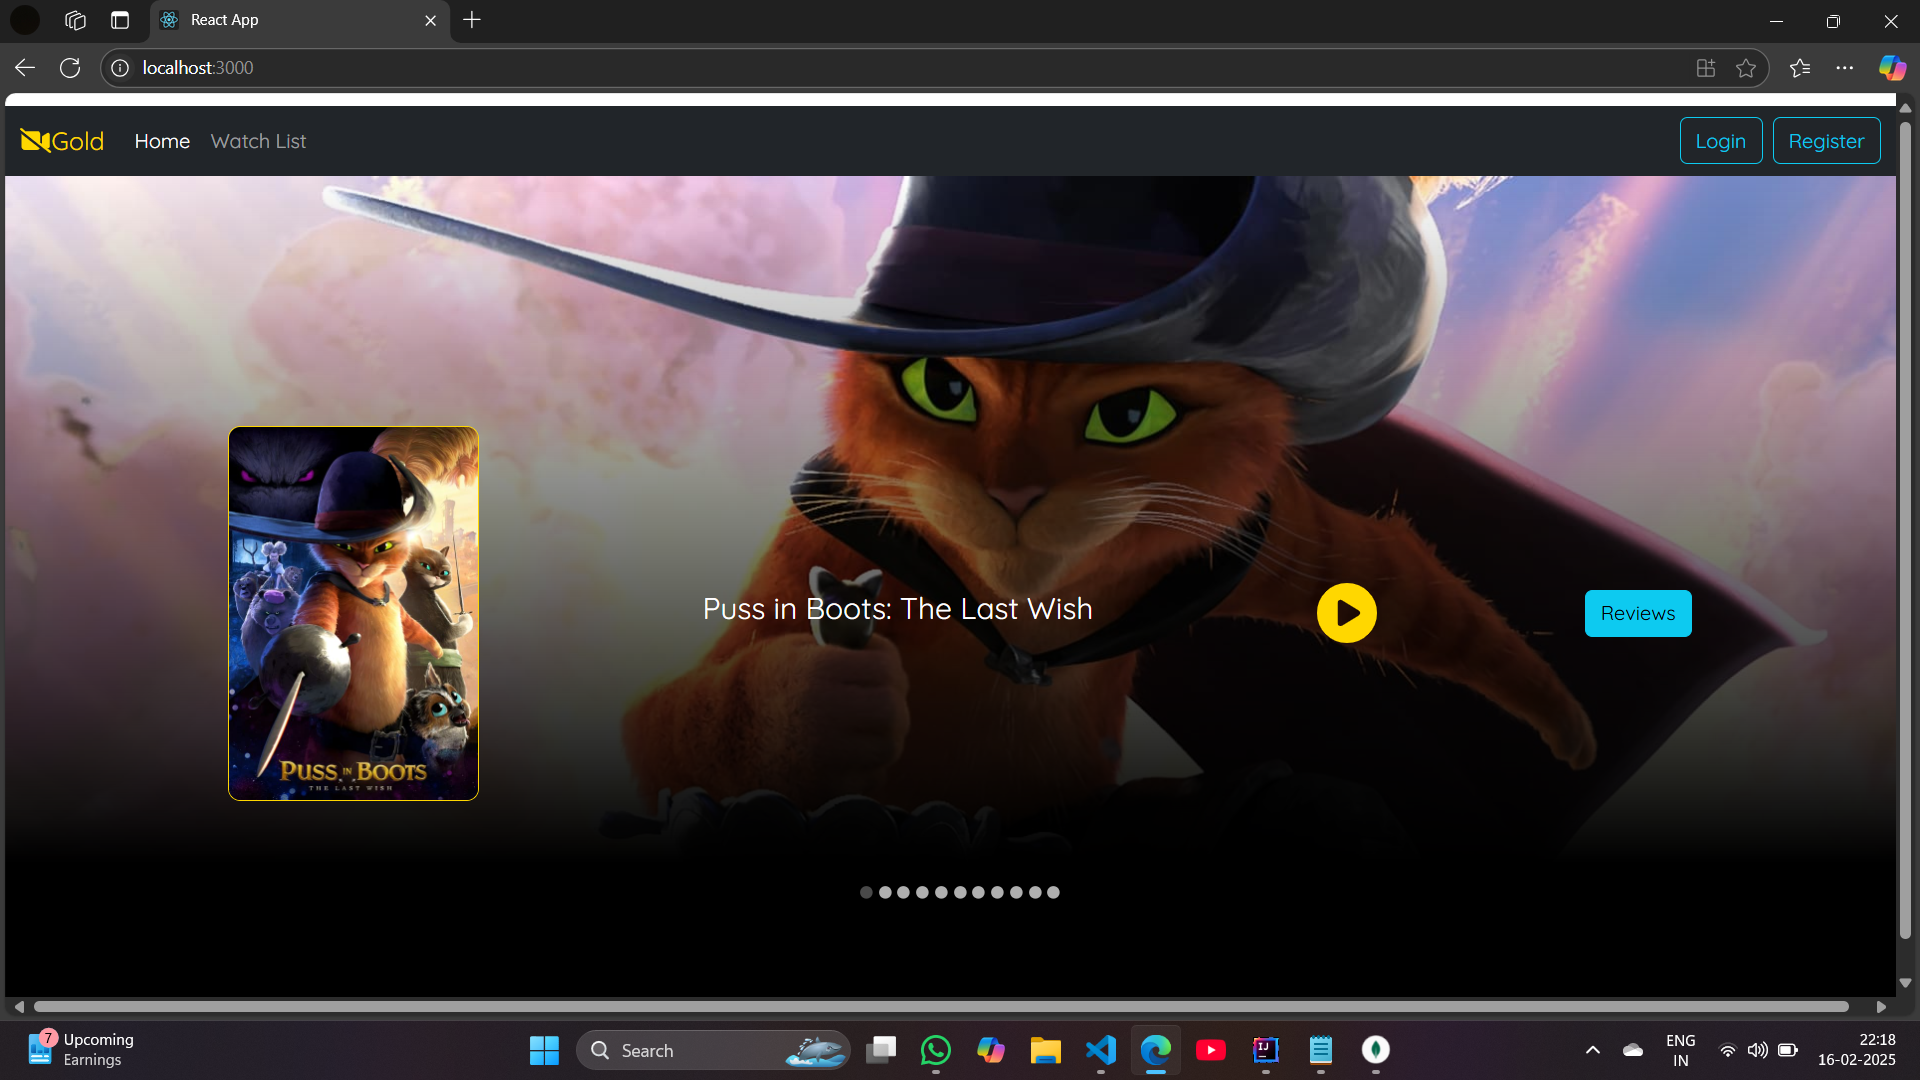 React App
localhost:3000
Gold
Home
Watch List
Login
Register
PUSS IN BOOTS
THE LAST WISH
Puss in Boots: The Last Wish
Reviews
7
Upcoming
Earnings
Search
IJ
ENG
IN
22:18
16-02-2025